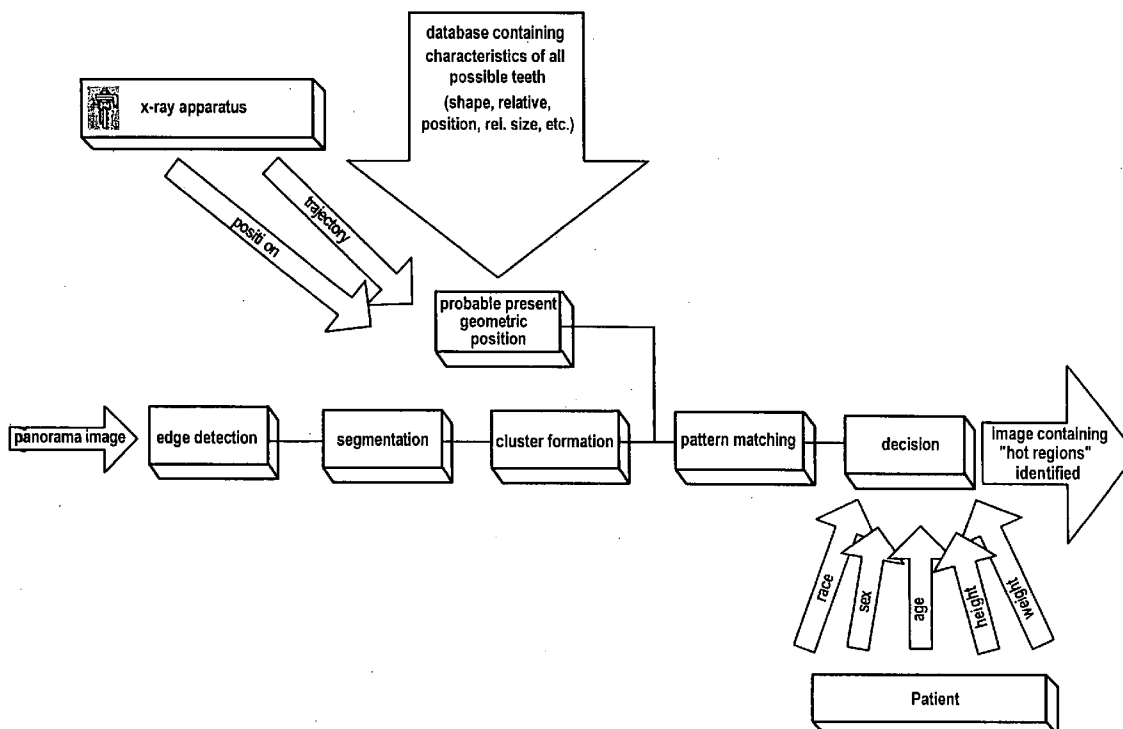 database containing
characteristics of all
possible teeth
(shape, relative,
position, rel. size, etc.)
x-ray apparatus
trajectory
positi on
probable present
geometric
position
panorama image
edge detection
segmentation
cluster formation
pattern matching
decision
Image containing
"hot regions"
identified
race
sex
age
height
weight
Patient